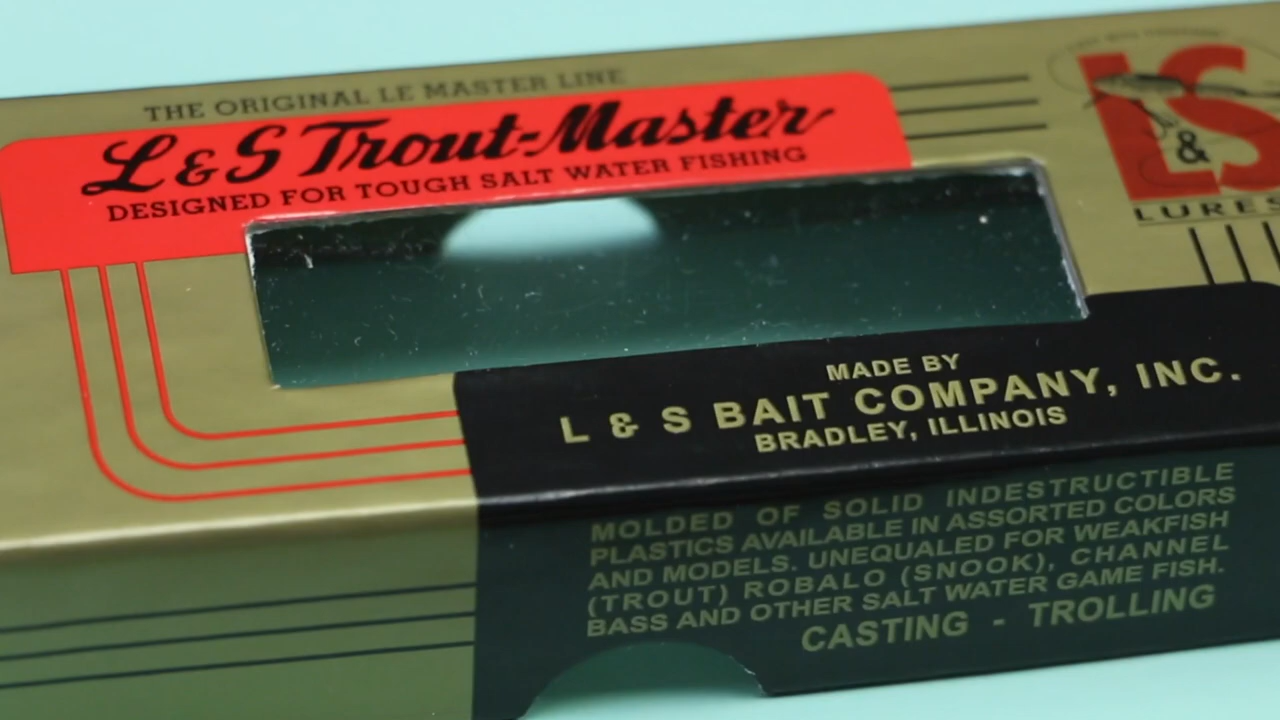 THE ORIGINAL LE MASTER LINE
L & S Trout-Master
DESIGNED FOR TOUGH SALT WATER FISHING
L&S
LURES
MADE BY
L & S BAIT COMPANY, INC.
BRADLEY, ILLINOIS
MOLDED OF SOLID INDESTRUCTIBLE
PLASTICS AVAILABLE IN ASSORTED COLORS
AND MODELS. UNEQUALED FOR WEAKFISH
(TROUT) ROBALO (SNOOK), CHANNEL
BASS AND OTHER SALT WATER GAME FISH.
CASTING - TROLLING